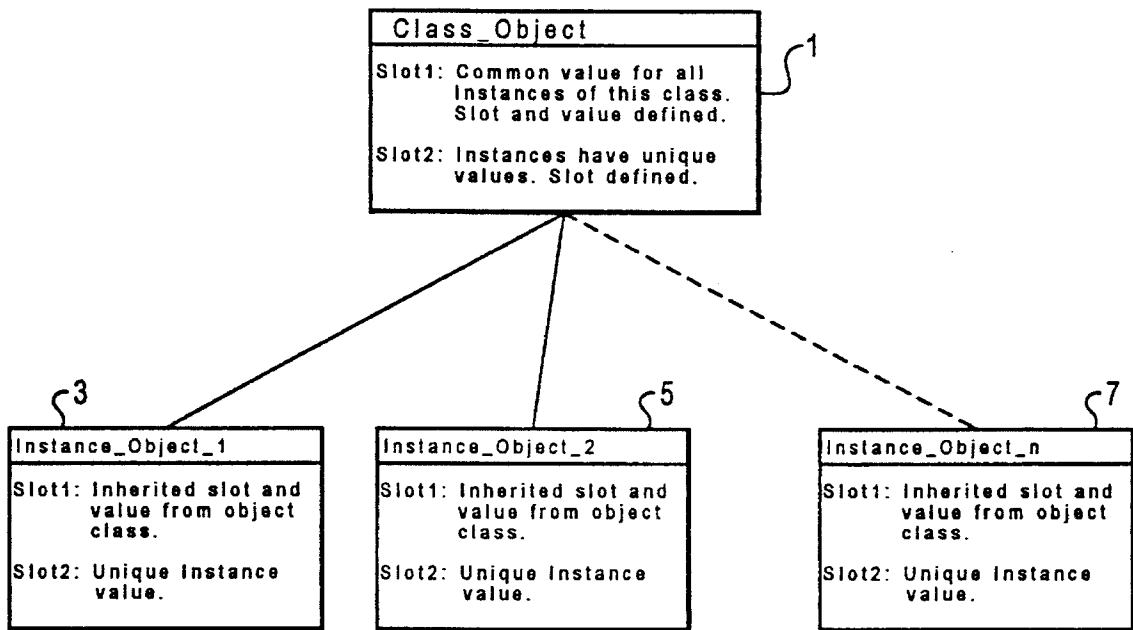 Class_Object
1
Slot1: Common value for all
Instances of this class.
Slot and value defined.
Slot2: Instances have unique
values. Slot defined.
3
Instance_Object_1
Slot1: Inherited slot and
value from object
class.
Slot2: Unique Instance
value.
5
Instance_Object_2
Slot1: Inherited slot and
value from object
class.
Slot2: Unique Instance
value.
7
Instance_Object_n
Slot1: Inherited slot and
value from object
class.
Slot2: Unique Instance
value.